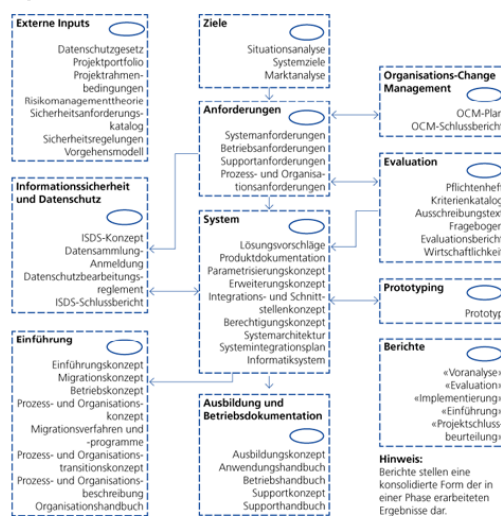 Externe Inputs
Datenschutzgesetz
Projektportfolio
Projektrahmen-
bedingungen
Risikomanagementtheorie
Sicherheitsanforderungs-
katalog
Sicherheitsregelungen
Vorgehensmodell
Informationssicherheit
und Datenschutz
ISDS-Konzept
Datensammlung-
Anmeldung
Datenschutzbearbeitungs-
reglement
ISDS-Schlussbericht
Einführung
Einführungskonzept
Migrationskonzept
Betriebskonzept
Prozess- und Organisations-
konzept
Migrationsverfahren und
-programme
Prozess- und Organisations-
transitionskonzept
Prozess- und Organisations-
beschreibung
Organisationshandbuch
Ziele
Situationsanalyse
Systemziele
Marktanalyse
Anforderungen
Systemanforderungen
Betriebsanforderungen
Supportanforderungen
Prozess- und Organisa-
tionsanforderungen
System
Lösungsvorschläge
Produktdokumentation
Parametrisierungskonzept
Erweiterungskonzept
Integrations- und Schnitt-
stellenkonzept
Berechtigungskonzept
Systemarchitektur
Systemintegrationsplan
Informatiksystem
Ausbildung und
Betriebsdokumentation
Ausbildungskonzept
Anwendungshandbuch
Betriebshandbuch
Supportkonzept
Supporthandbuch
Organisations-Change
Management
OCM-Plan
OCM-Schlussbericht
Evaluation
Pflichtenheft
Kriterienkatalog
Ausschreibungstext
Fragebogen
Evaluationsbericht
Wirtschaftlichkeit
Prototyping
Prototyp
Berichte
«Voranalyse»
«Evaluation»
«Implementierung»
«Einführung»
«Projektschluss-
beurteilung»
Hinweis:
Berichte stellen eine
konsolidierte Form der in
einer Phase erarbeiteten
Ergebnisse dar.